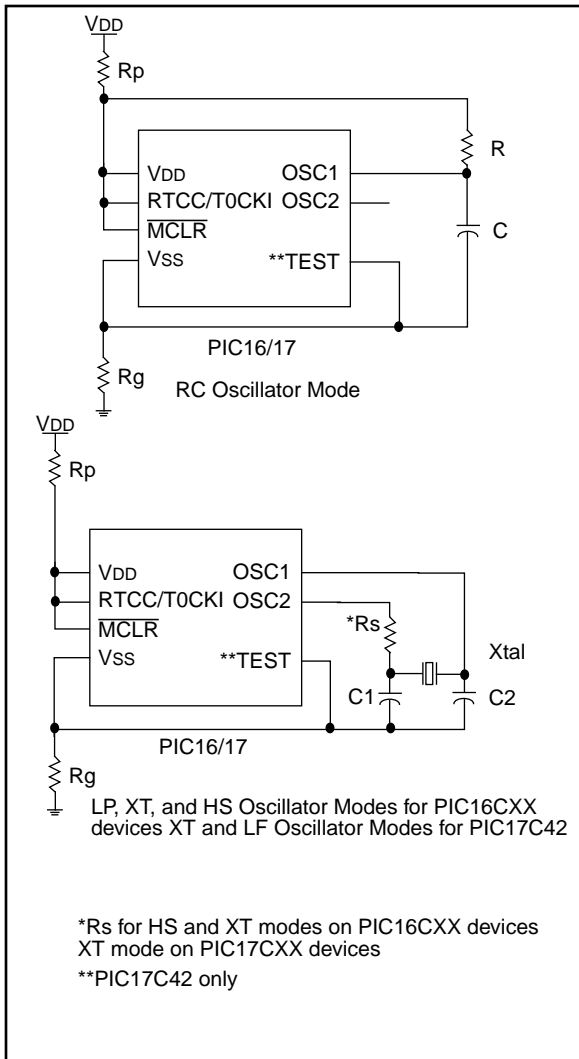 VDD
Rp
R
VDD OSC1
RTCC/T0CKI OSC2
MCLR
C
VSS **TEST
PIC16/17
Rg
RC Oscillator Mode
VDD
Rp
VDD OSC1
RTCC/T0CKI OSC2
MCLR
*Rs
VSS **TEST
Xtal
C1 C2
PIC16/17
Rg
LP, XT, and HS Oscillator Modes for PIC16CXX
devices XT and LF Oscillator Modes for PIC17C42
*Rs for HS and XT modes on PIC16CXX devices
XT mode on PIC17CXX devices
**PIC17C42 only